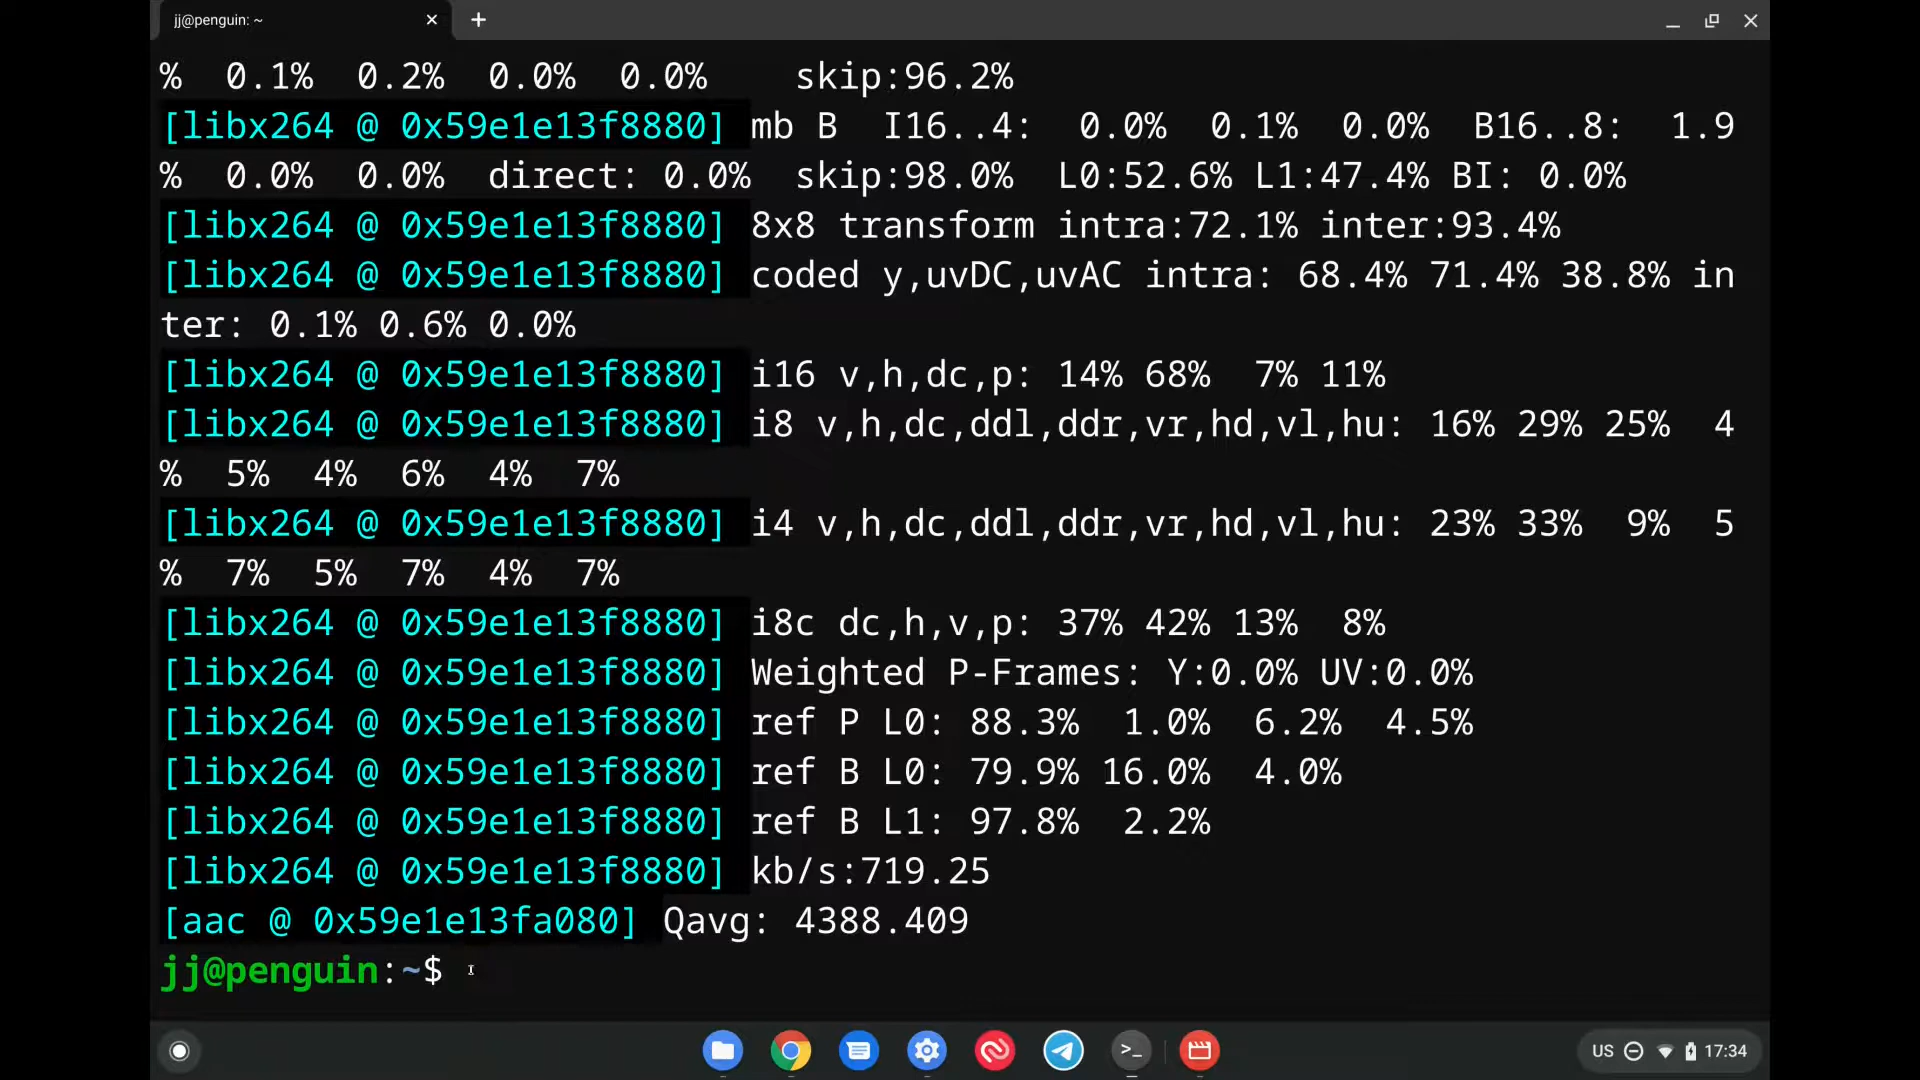 jj@penguin: ~
% 0.1% 0.2% 0.0% 0.0% skip:96.2%
[libx264 @ 0x59e1e13f8880] mb B I16..4: 0.0% 0.1% 0.0% B16..8: 1.9
% 0.0% 0.0% direct: 0.0% skip:98.0% L0:52.6% L1:47.4% BI: 0.0%
[libx264 @ 0x59e1e13f8880] 8x8 transform intra:72.1% inter:93.4%
[libx264 @ 0x59e1e13f8880] coded y,uvDC,uvAC intra: 68.4% 71.4% 38.8% in
ter: 0.1% 0.6% 0.0%
[libx264 @ 0x59e1e13f8880] i16 v,h,dc,p: 14% 68% 7% 11%
[libx264 @ 0x59e1e13f8880] i8 v,h,dc,ddl,ddr,vr,hd,vl,hu: 16% 29% 25% 4
% 5% 4% 6% 4% 7%
[libx264 @ 0x59e1e13f8880] i4 v,h,dc,ddl,ddr,vr,hd,vl,hu: 23% 33% 9% 5
% 7% 5% 7% 4% 7%
[libx264 @ 0x59e1e13f8880] i8c dc,h,v,p: 37% 42% 13% 8%
[libx264 @ 0x59e1e13f8880] Weighted P-Frames: Y:0.0% UV:0.0%
[libx264 @ 0x59e1e13f8880] ref P L0: 88.3% 1.0% 6.2% 4.5%
[libx264 @ 0x59e1e13f8880] ref B L0: 79.9% 16.0% 4.0%
[libx264 @ 0x59e1e13f8880] ref B L1: 97.8% 2.2%
[libx264 @ 0x59e1e13f8880] kb/s:719.25
[aac @ 0x59e1e13fa080] Qavg: 4388.409
jj@penguin:~$
US 17:34